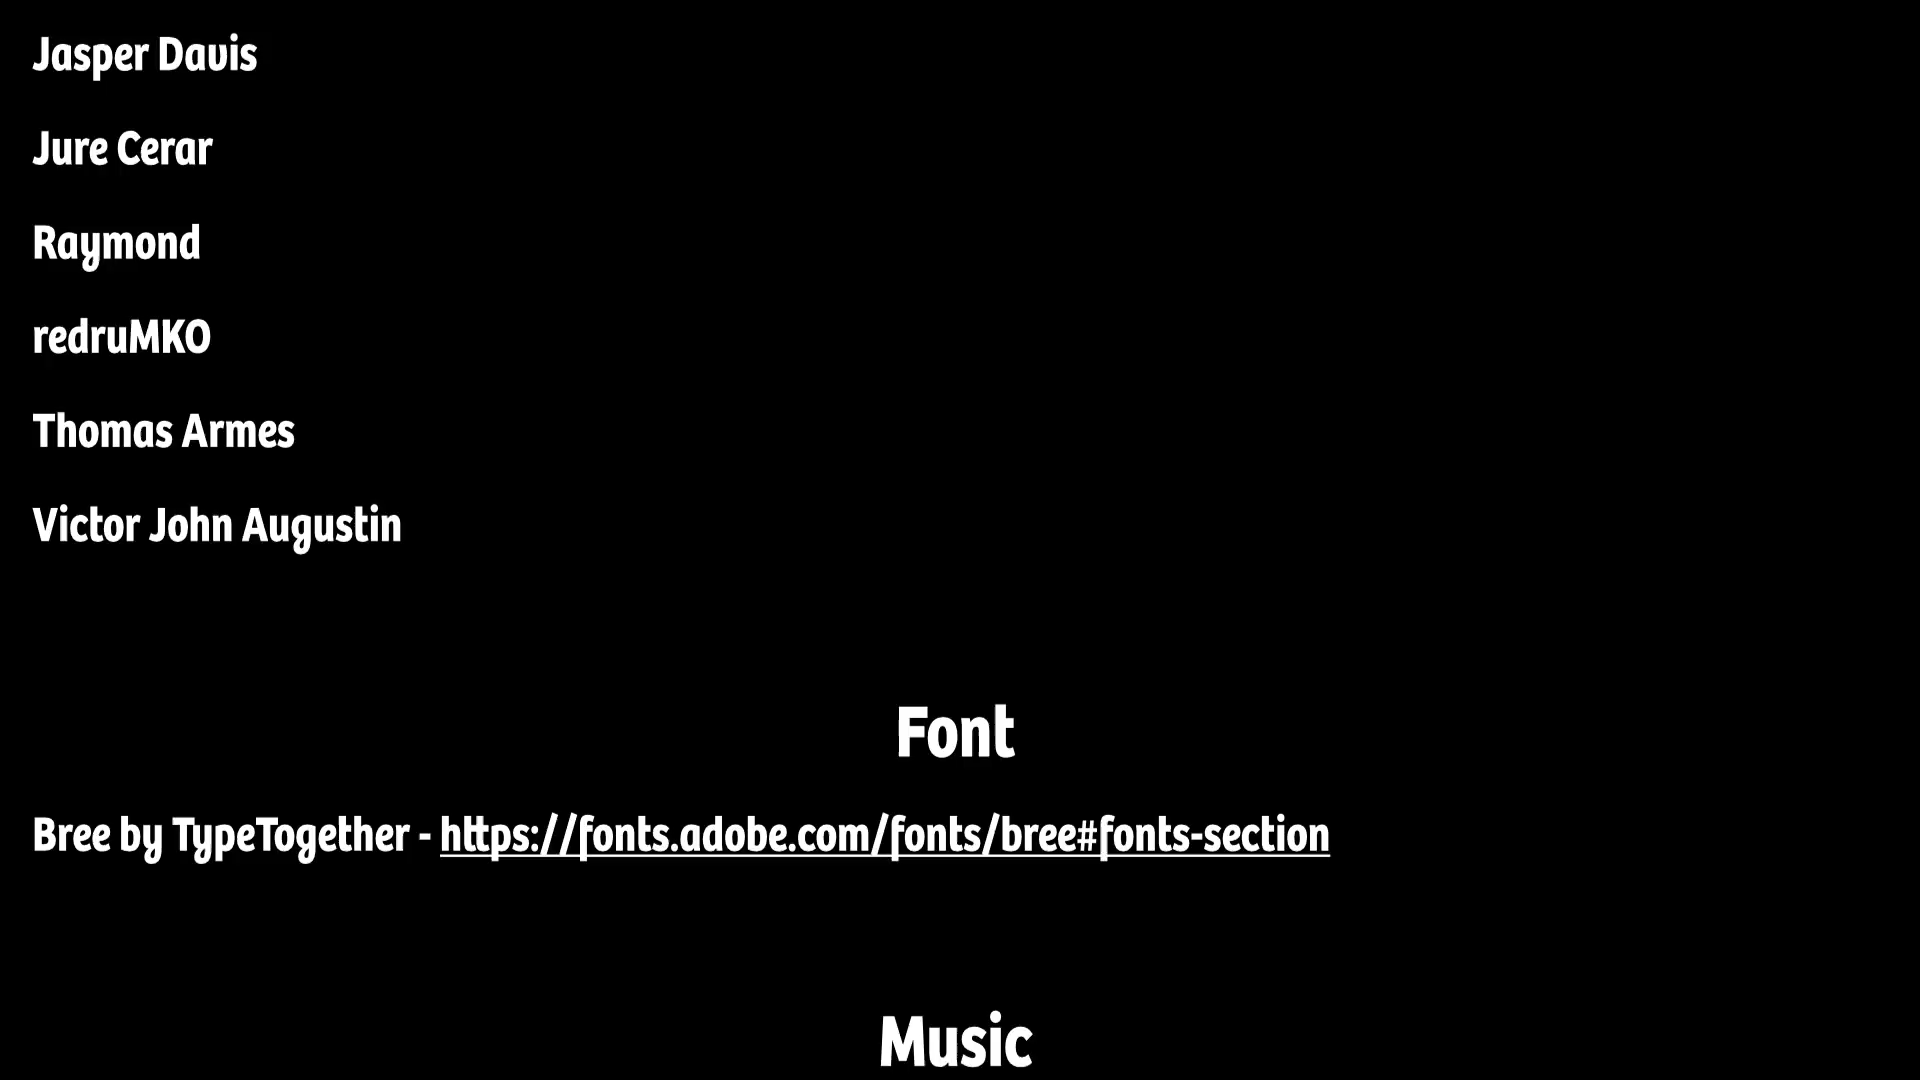 Jasper Davis
Jure Cerar
Raymond
redruMKO
Thomas Armes
Victor John Augustin
Font
Bree by TypeTogether - https://fonts.adobe.com/fonts/bree#fonts-section
Music